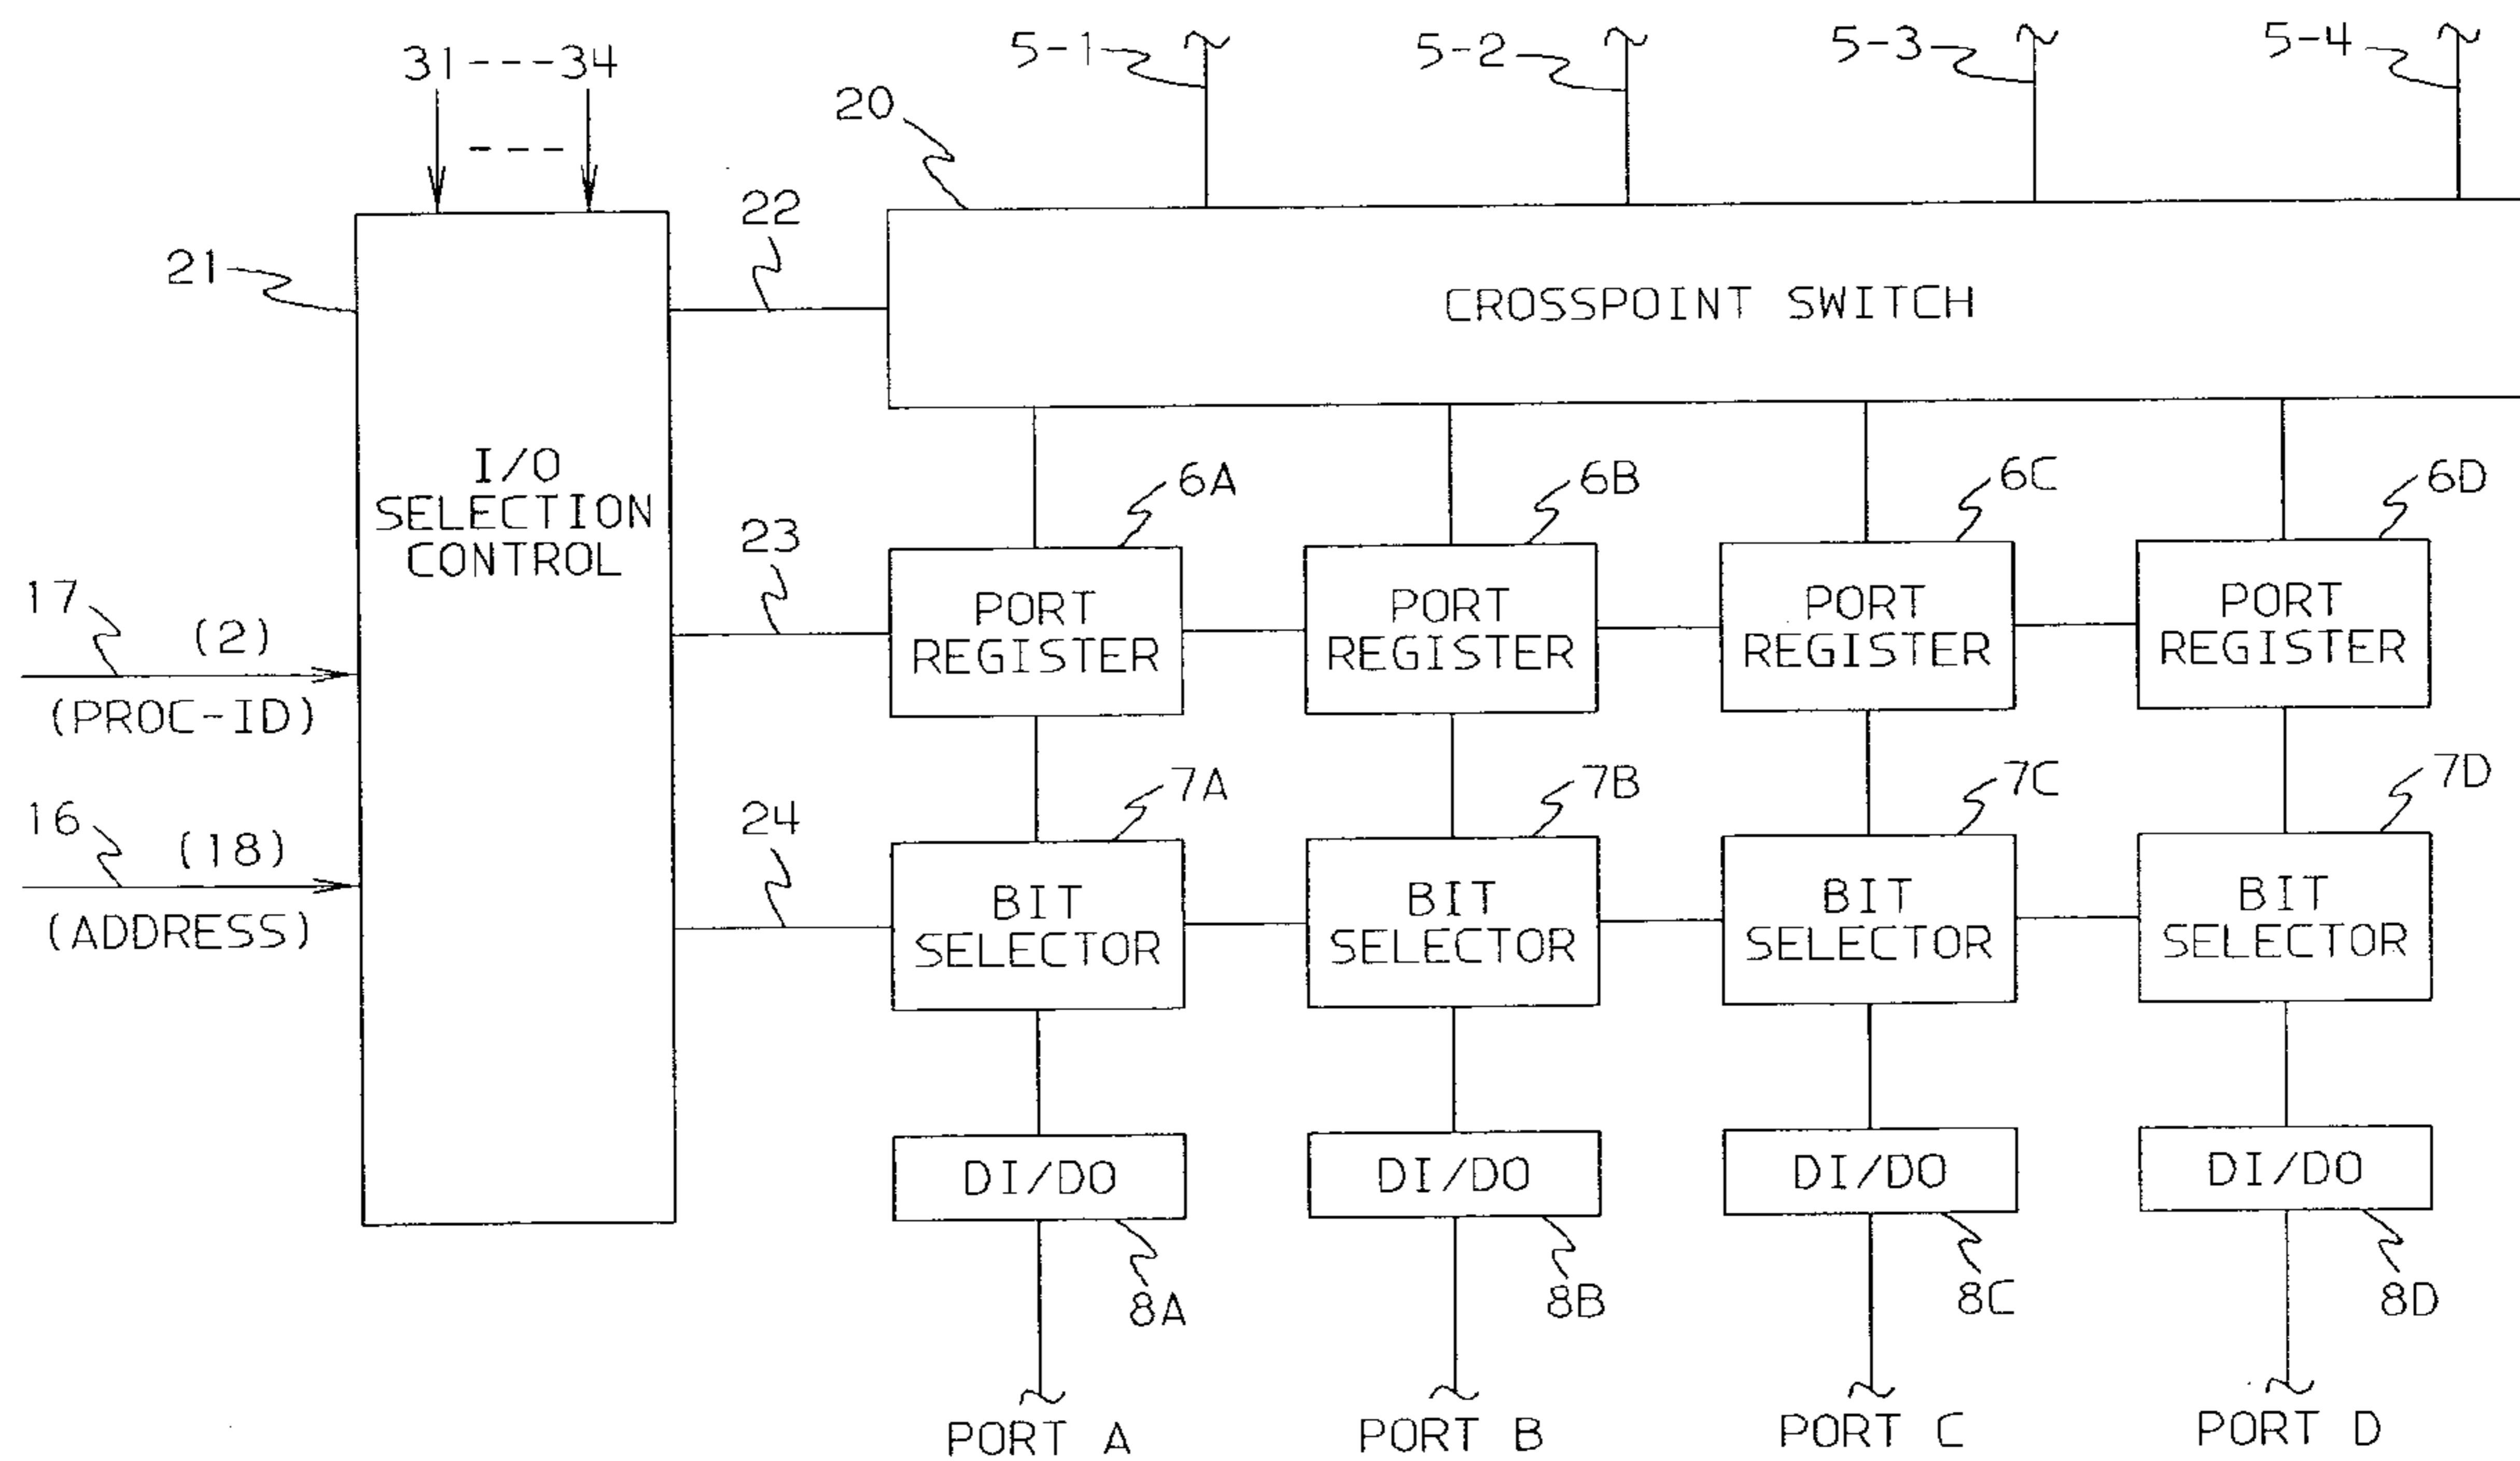 31---34
---
5-1
5-2
5-3
5-4
20
21
22
CROSSPOINT SWITCH
I/O
SELECTION
CONTROL
6A
6B
6C
6D
23
17
(2)
(PROC-ID)
PORT
REGISTER
PORT
REGISTER
PORT
REGISTER
PORT
REGISTER
7A
7B
7C
7D
16
(18)
(ADDRESS)
24
BIT
SELECTOR
BIT
SELECTOR
BIT
SELECTOR
BIT
SELECTOR
DI/DO
DI/DO
DI/DO
DI/DO
8A
8B
8C
8D
PORT A
PORT B
PORT C
PORT D